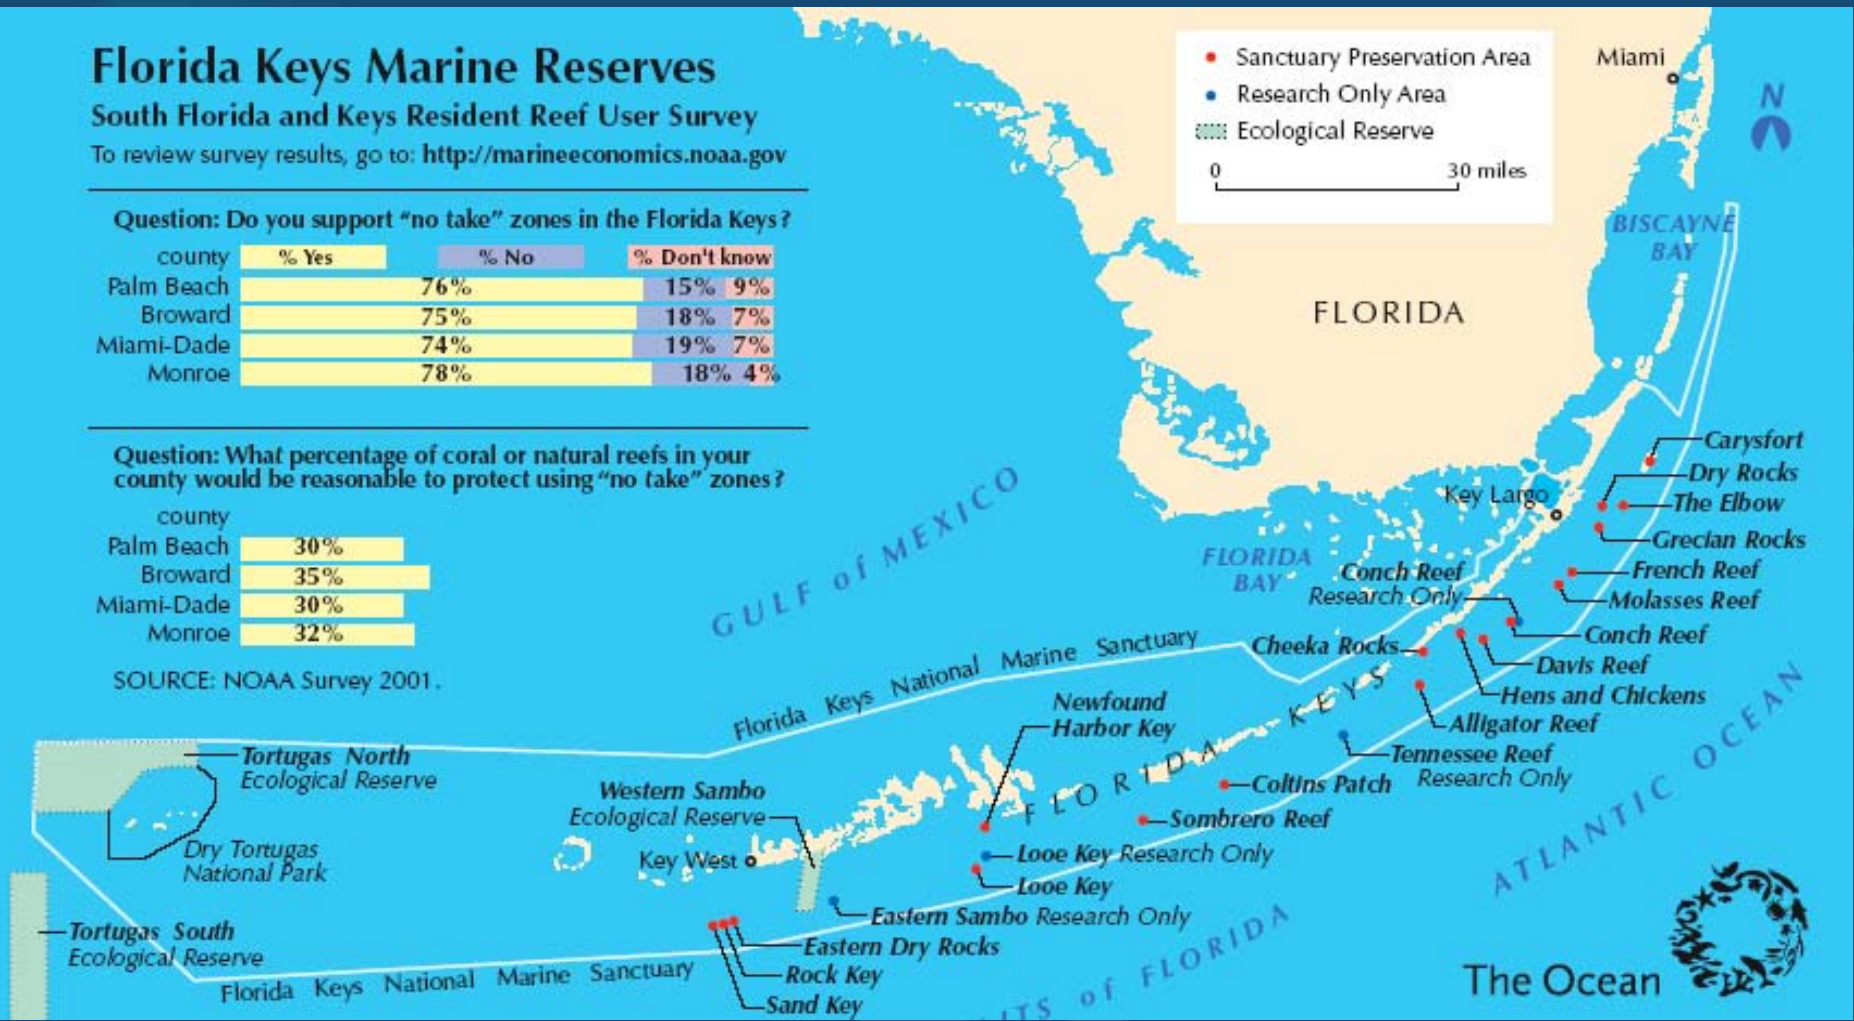 Florida Keys Marine Reserves
South Florida and Keys Resident Reef User Survey
To review survey results, go to: http://marineeconomics.noaa.gov
Question: Do you support “no take” zones in the Florida Keys?
county % Yes % No % Don't know
Palm Beach 76% 15% 9%
Broward 75% 18% 7%
Miami-Dade 74% 19% 7%
Monroe 78% 18% 4%
Question: What percentage of coral or natural reefs in your
county would be reasonable to protect using “no take” zones?
county
Palm Beach 30%
Broward 35%
Miami-Dade 30%
Monroe 32%
SOURCE: NOAA Survey 2001.
Sanctuary Preservation Area
Research Only Area
Ecological Reserve
0 30 miles
Miami
N
BISCAYNE
BAY
FLORIDA
Carysfort
Dry Rocks
The Elbow
Key Largo
Grecian Rocks
FLORIDA
BAY
GULF of MEXICO
Conch Reef
Research Only
French Reef
Molasses Reef
Conch Reef
Cheeka Rocks
Davis Reef
Hens and Chickens
Alligator Reef
Tennessee Reef
Research Only
Florida Keys National Marine Sanctuary
Newfound
Harbor Key
FLORIDA KEYS
Coltins Patch
Sombrero Reef
ATLANTIC OCEAN
Tortugas North
Ecological Reserve
Western Sambo
Ecological Reserve
Dry Tortugas
National Park
Key West
Looe Key Research Only
Looe Key
Eastern Sambo Research Only
Eastern Dry Rocks
Rock Key
Sand Key
Tortugas South
Ecological Reserve
Florida Keys National Marine Sanctuary
ITS of FLORIDA
The Ocean